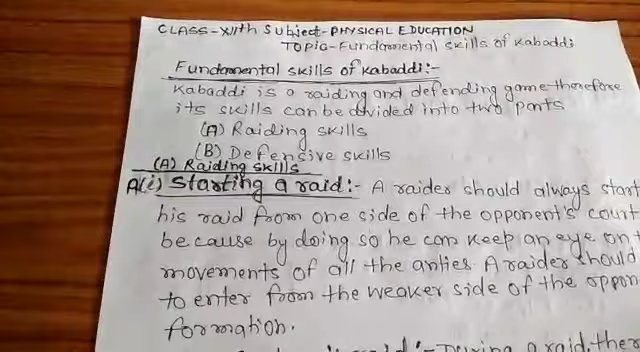 CLASS-XIIth Subject-PHYSICAL EDUCATION
TOPIC-Fundamental skills of Kabaddi
Fundamental skills of Kabaddi:-
Kabaddi is a raiding and defending game therefore
its skills can be divided into two parts
(A) Raiding skills
(B) Defensive skills
(A) Raiding skills
A(i) Starting a raid:- A raider should always start
his raid from one side of the opponent's court
because by doing so he can keep an eye on
movements of all the anties. A raider should
to enter from the weaker side of the
formation.
During a raid